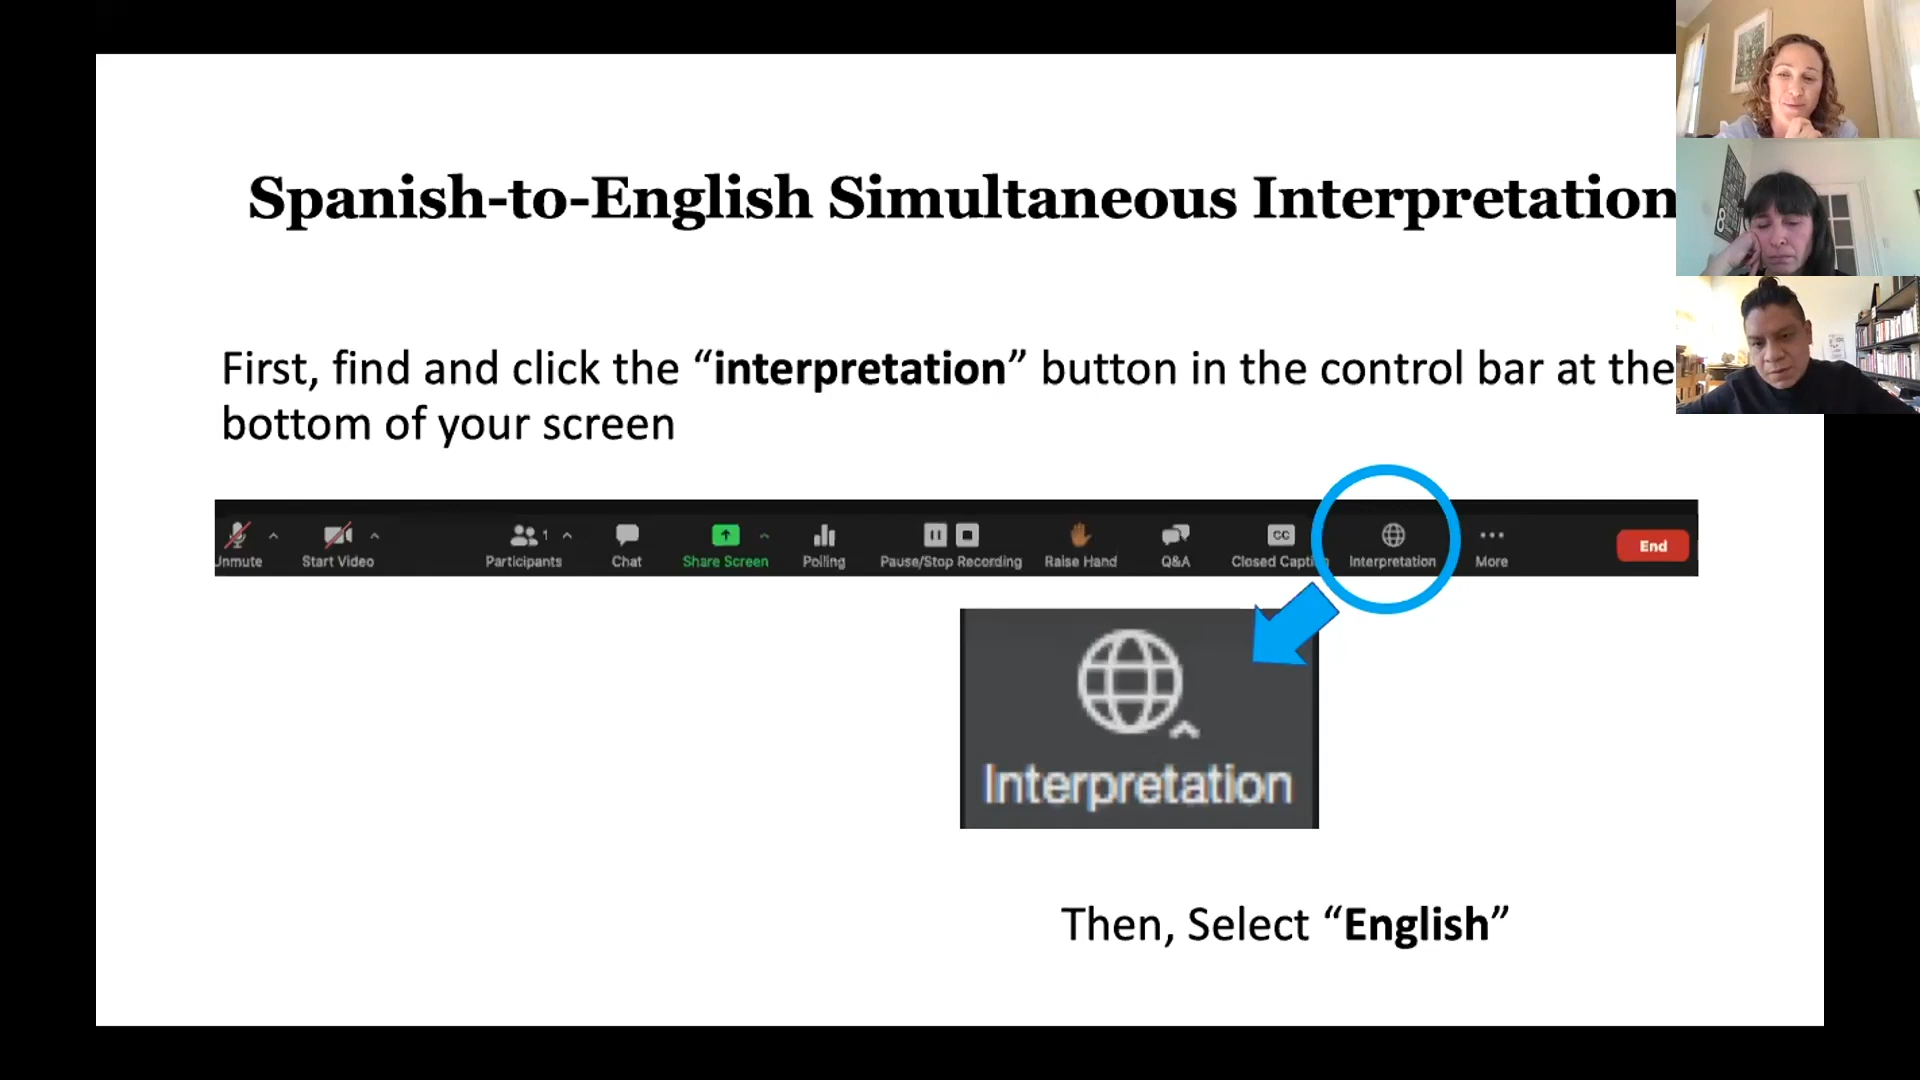 Spanish-to-English Simultaneous Interpretation
First, find and click the “interpretation” button in the control bar at the
bottom of your screen
Unmute Start Video Participants 1 Chat Share Screen Polling Pause/Stop Recording Raise Hand Q&A CC Closed Capti Interpretation More End
Interpretation
Then, Select “English”